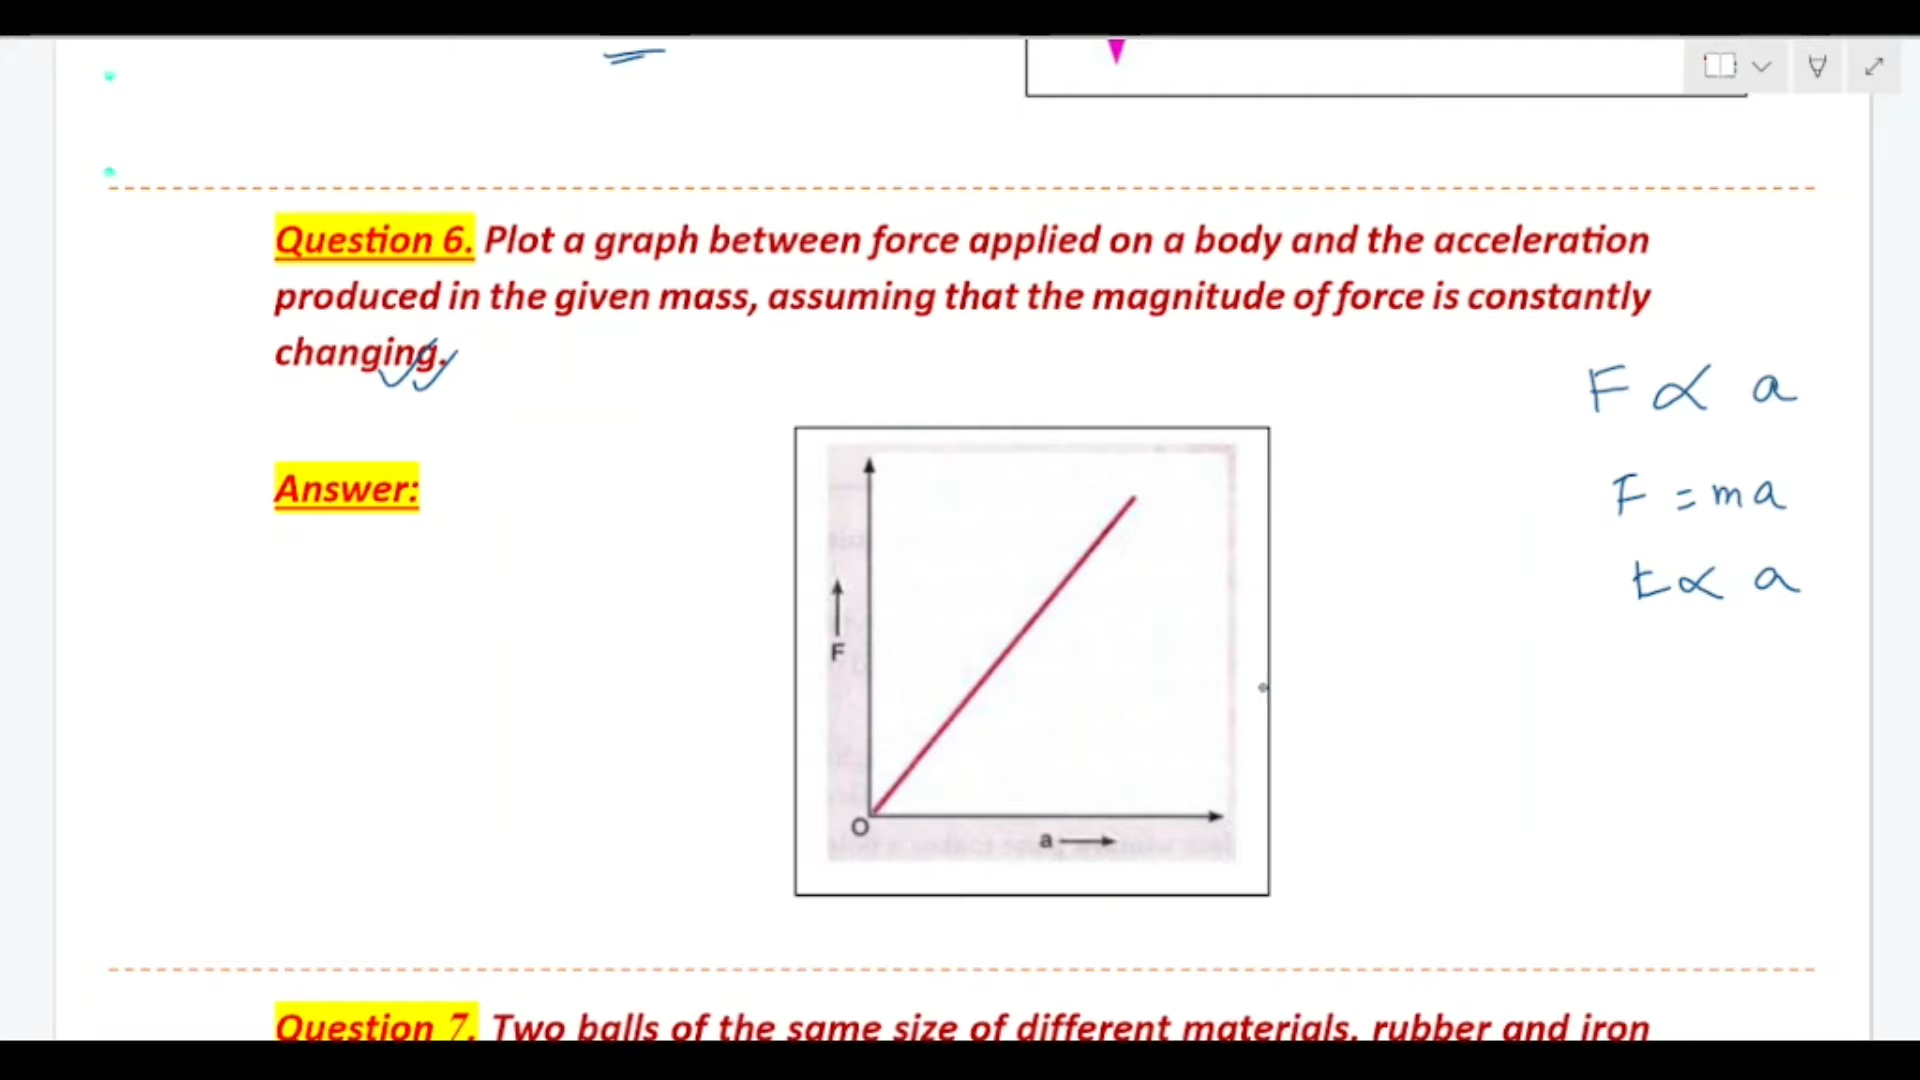 Question 6. Plot a graph between force applied on a body and the acceleration
produced in the given mass, assuming that the magnitude of force is constantly
changing.
F ∝ a
Answer:
F = ma
F ∝ a
F
O
a
Question 7. Two balls of the same size of different materials, rubber and iron